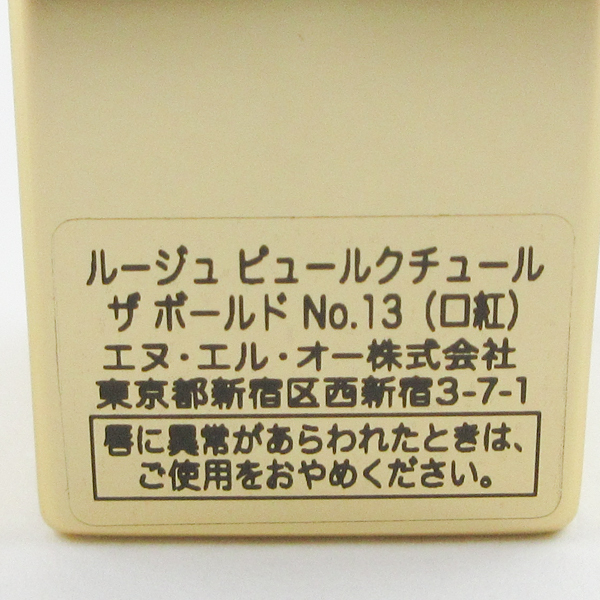 ルージュ ピュールクチュール
ザ ボールド No.13（口紅）
エヌ・エル・オー株式会社
東京都新宿区西新宿3-7-1
唇に異常があらわれたときは、
ご使用をおやめください。